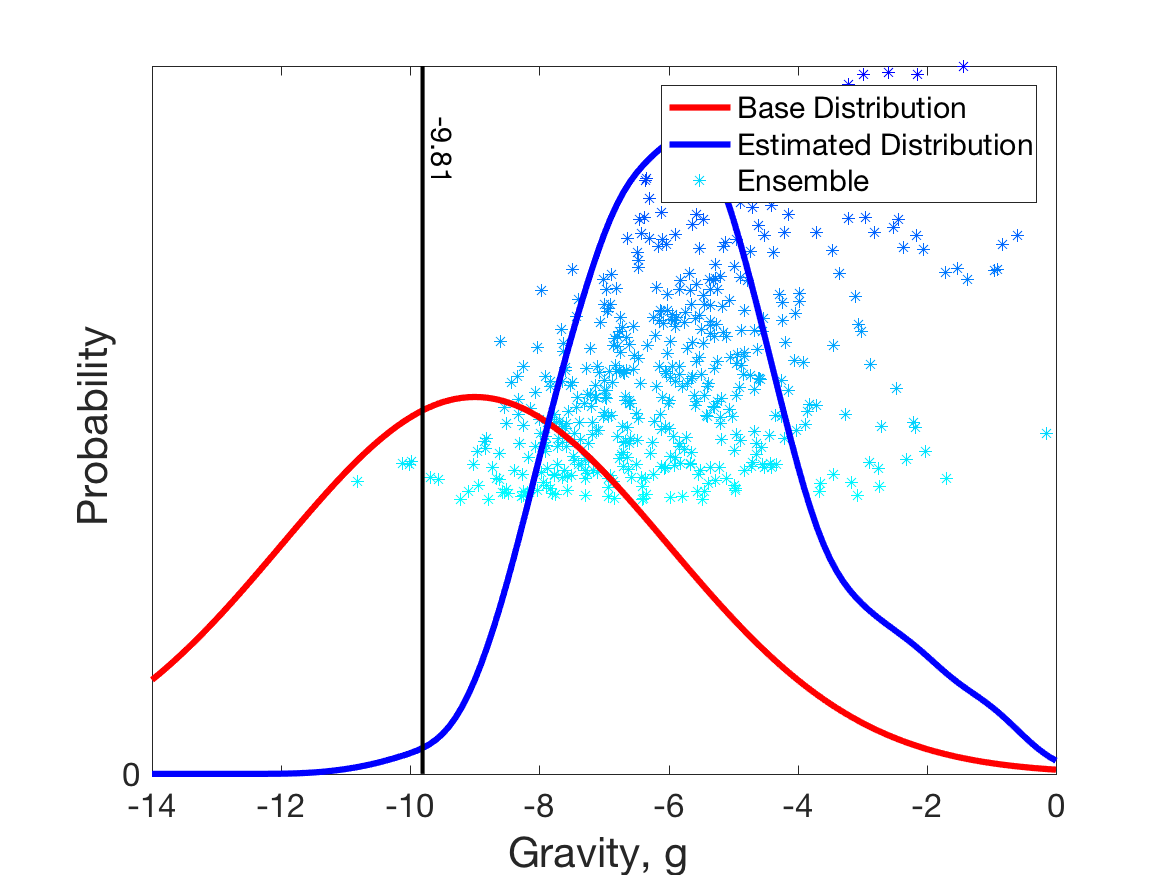 Base Distribution
Estimated Distribution
Ensemble
-9.81
Probability
0
-14 -12 -10 -8 -6 -4 -2 0
Gravity, g